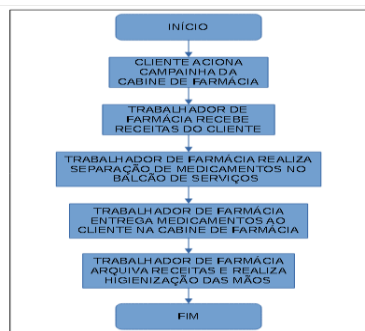 INÍCIO
CLIENTE ACIONA
CAMPAINHA DA
CABINE DE FARMÁCIA
TRABALHADOR DE
FARMÁCIA RECEBE
RECEITAS DO CLIENTE
TRABALHADOR DE FARMÁCIA REALIZA
SEPARAÇÃO DE MEDICAMENTOS NO
BALCÃO DE SERVIÇOS
TRABALHADOR DE FARMÁCIA
ENTREGA MEDICAMENTOS AO
CLIENTE NA CABINE DE FARMÁCIA
TRABALHADOR DE FARMÁCIA
ARQUIVA RECEITAS E REALIZA
HIGIENIZAÇÃO DAS MÃOS
FIM